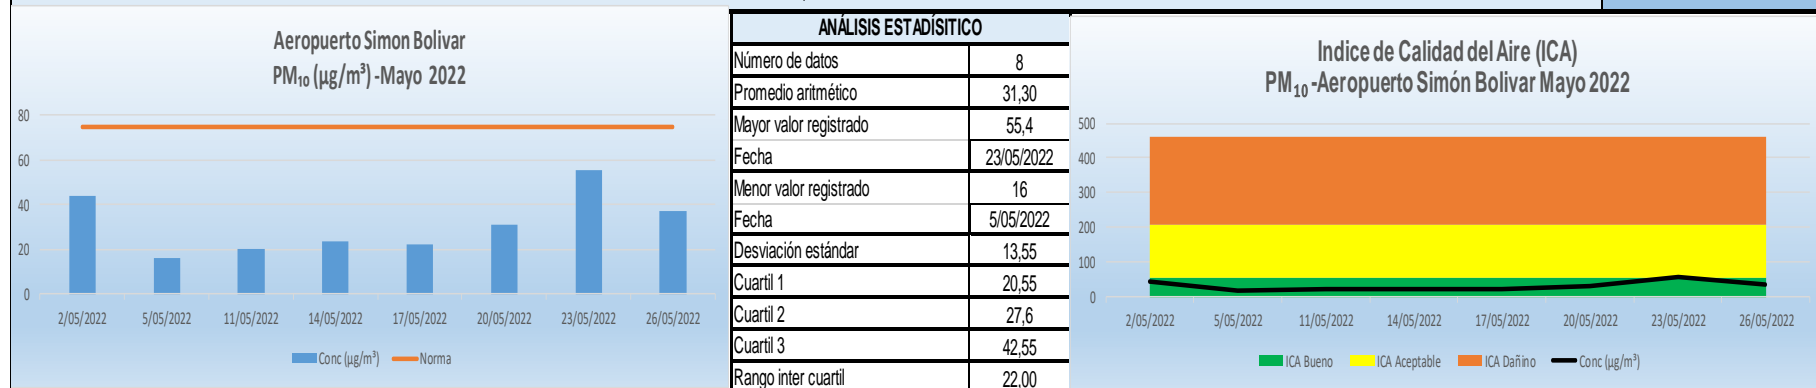 Aeropuerto Simon Bolivar
PM₁₀ (µg/m³) -Mayo 2022
80
60
40
20
0
2/05/2022 5/05/2022 11/05/2022 14/05/2022 17/05/2022 20/05/2022 23/05/2022 26/05/2022
Conc (µg/m³) Norma
ANÁLISIS ESTADÍSITICO
Número de datos 8
Promedio aritmético 31,30
Mayor valor registrado 55,4
Fecha 23/05/2022
Menor valor registrado 16
Fecha 5/05/2022
Desviación estándar 13,55
Cuartil 1 20,55
Cuartil 2 27,6
Cuartil 3 42,55
Rango inter cuartil 22,00
Indice de Calidad del Aire (ICA)
PM₁₀ -Aeropuerto Simón Bolivar Mayo 2022
500
400
300
200
100
0
2/05/2022 5/05/2022 11/05/2022 14/05/2022 17/05/2022 20/05/2022 23/05/2022 26/05/2022
ICA Bueno ICA Aceptable ICA Dañino Conc (µg/m³)